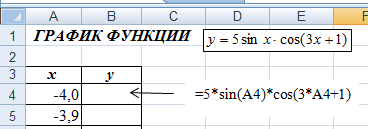 A B C D E F
1 ГРАФИК ФУНКЦИИ y = 5 sin x · cos(3x + 1)
2
3 x y
4 -4,0 =5*sin(A4)*cos(3*A4+1)
5 -3,9